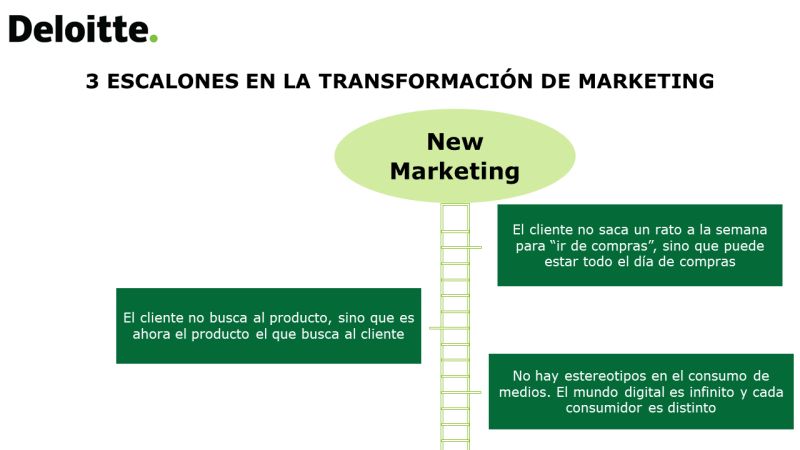 Deloitte.
3 ESCALONES EN LA TRANSFORMACIÓN DE MARKETING
New
Marketing
El cliente no saca un rato a la semana
para “ir de compras”, sino que puede
estar todo el día de compras
El cliente no busca al producto, sino que es
ahora el producto el que busca al cliente
No hay estereotipos en el consumo de
medios. El mundo digital es infinito y cada
consumidor es distinto